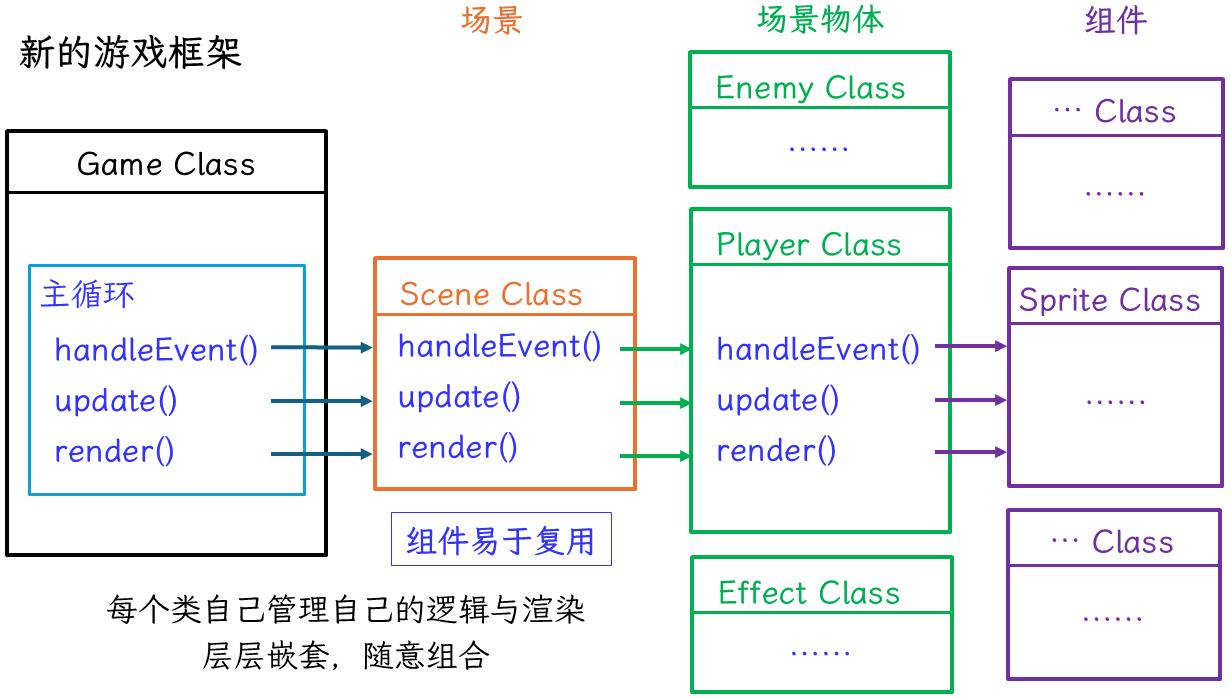 新的游戏框架
场景
场景物体
组件
Game Class
主循环
handleEvent()
update()
render()
Scene Class
handleEvent()
update()
render()
Enemy Class
······
Player Class
handleEvent()
update()
render()
Effect Class
······
··· Class
······
Sprite Class
······
··· Class
······
组件易于复用
每个类自己管理自己的逻辑与渲染
层层嵌套，随意组合